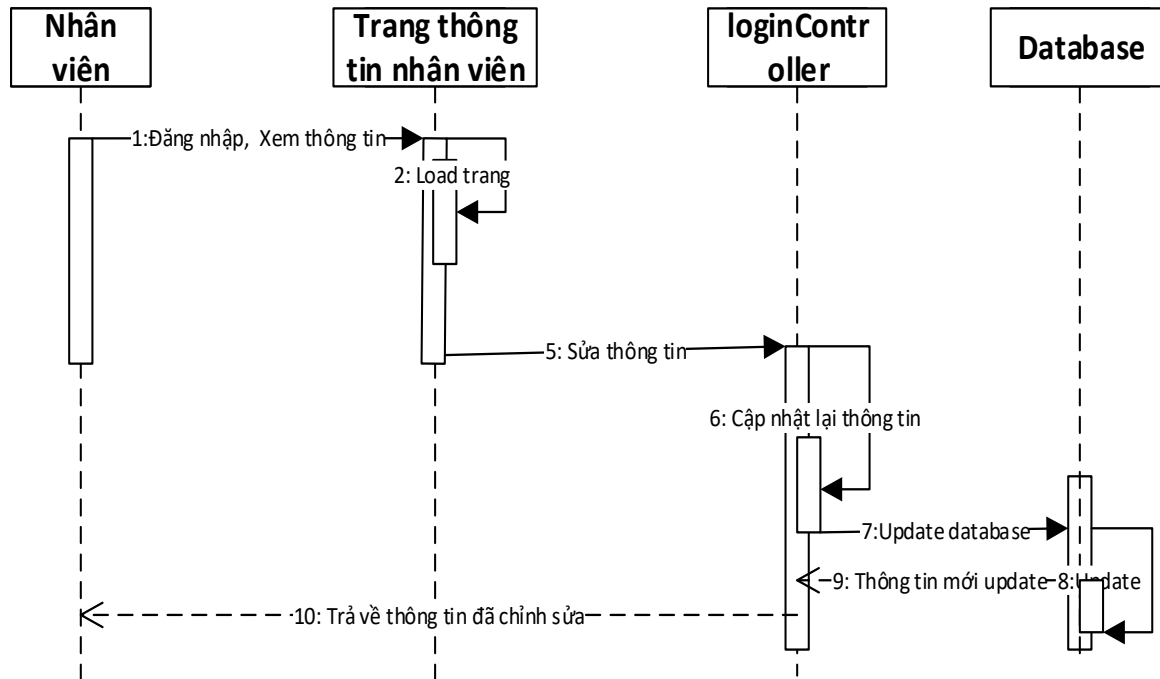 Nhân
viên
Trang thông
tin nhân viên
loginContr
oller
Database
1:Đăng nhập, Xem thông tin
2: Load trang
5: Sửa thông tin
6: Cập nhật lại thông tin
7:Update database
9: Thông tin mới update
8:Update
10: Trả về thông tin đã chỉnh sửa